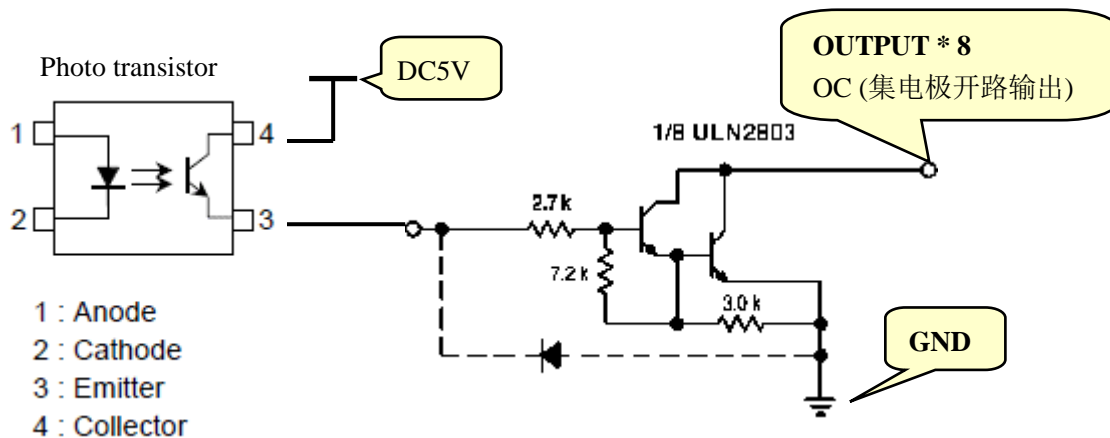 OUTPUT * 8
OC (集电极开路输出)
Photo transistor
DC5V
1/8 ULN2803
1
4
2
3
2.7 k
7.2 k
3.0 k
GND
1 : Anode
2 : Cathode
3 : Emitter
4 : Collector